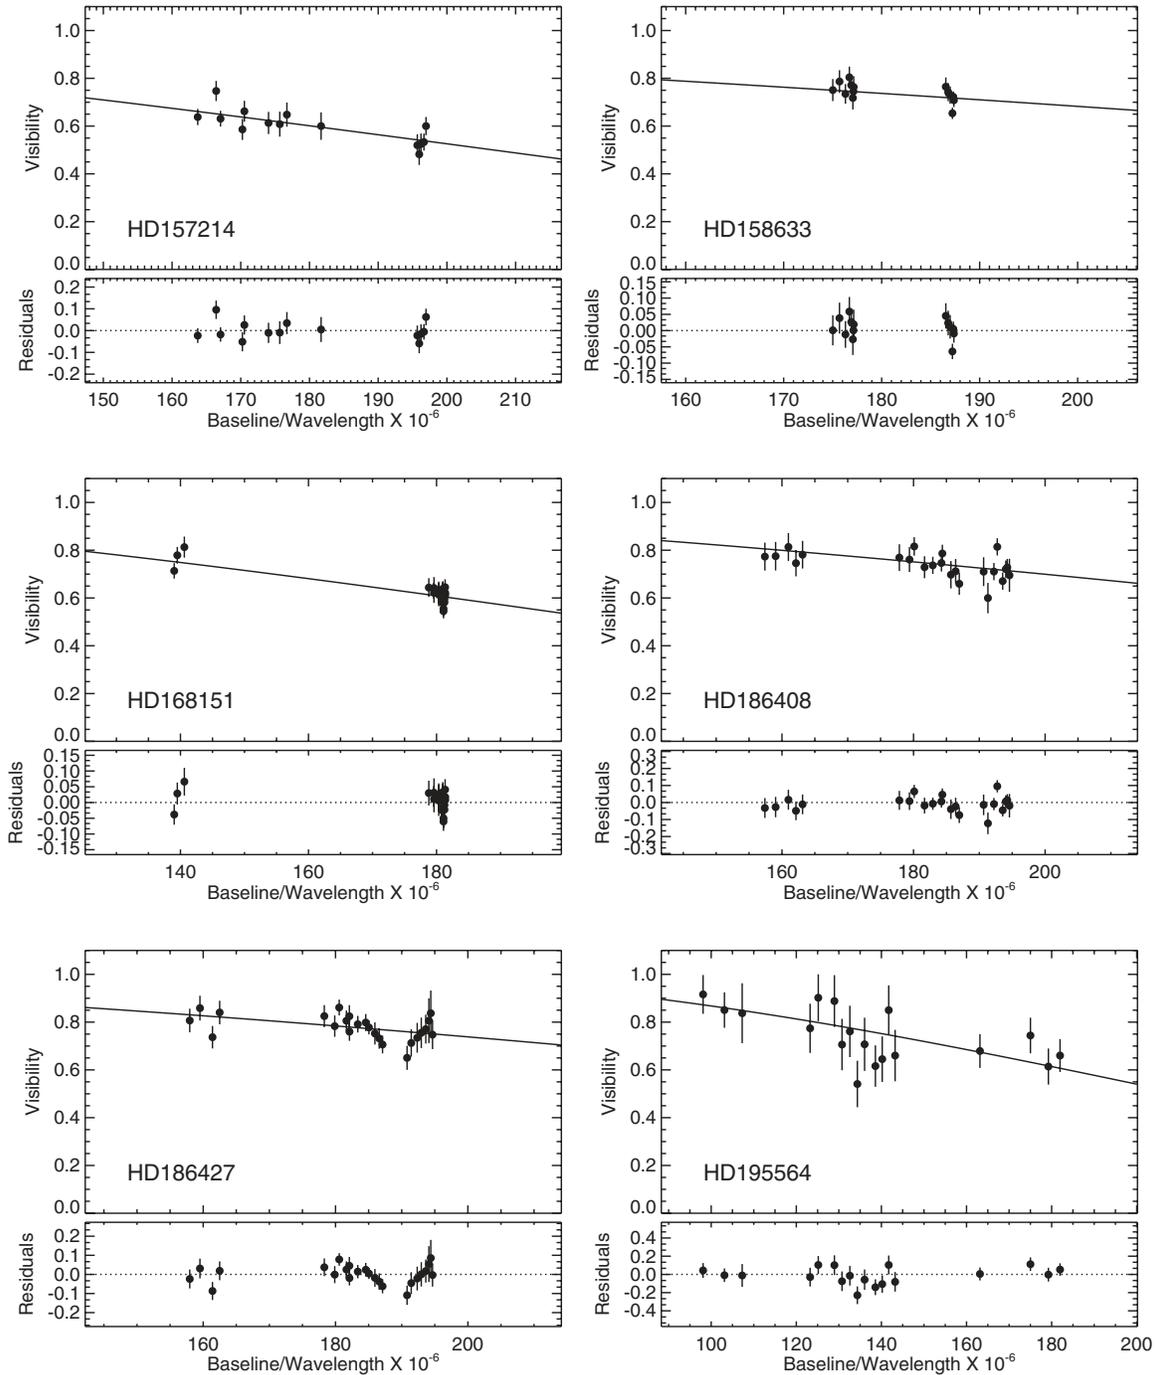 1.0
0.8
0.6
0.4
0.2
0.0
Visibility
HD157214
0.2
0.1
0.0
-0.1
-0.2
Residuals
150 160 170 180 190 200 210
Baseline/Wavelength X 10⁻⁶
1.0
0.8
0.6
0.4
0.2
0.0
Visibility
HD158633
0.15
0.10
0.05
0.00
-0.05
-0.10
-0.15
Residuals
160 170 180 190 200
Baseline/Wavelength X 10⁻⁶
1.0
0.8
0.6
0.4
0.2
0.0
Visibility
HD168151
0.15
0.10
0.05
0.00
-0.05
-0.10
-0.15
Residuals
140 160 180 200
Baseline/Wavelength X 10⁻⁶
1.0
0.8
0.6
0.4
0.2
0.0
Visibility
HD186408
0.3
0.2
0.1
0.0
-0.1
-0.2
-0.3
Residuals
160 180 200
Baseline/Wavelength X 10⁻⁶
1.0
0.8
0.6
0.4
0.2
0.0
Visibility
HD186427
0.2
0.1
0.0
-0.1
-0.2
Residuals
160 180 200
Baseline/Wavelength X 10⁻⁶
1.0
0.8
0.6
0.4
0.2
0.0
Visibility
HD195564
0.4
0.2
0.0
-0.2
-0.4
Residuals
100 120 140 160 180 200
Baseline/Wavelength X 10⁻⁶